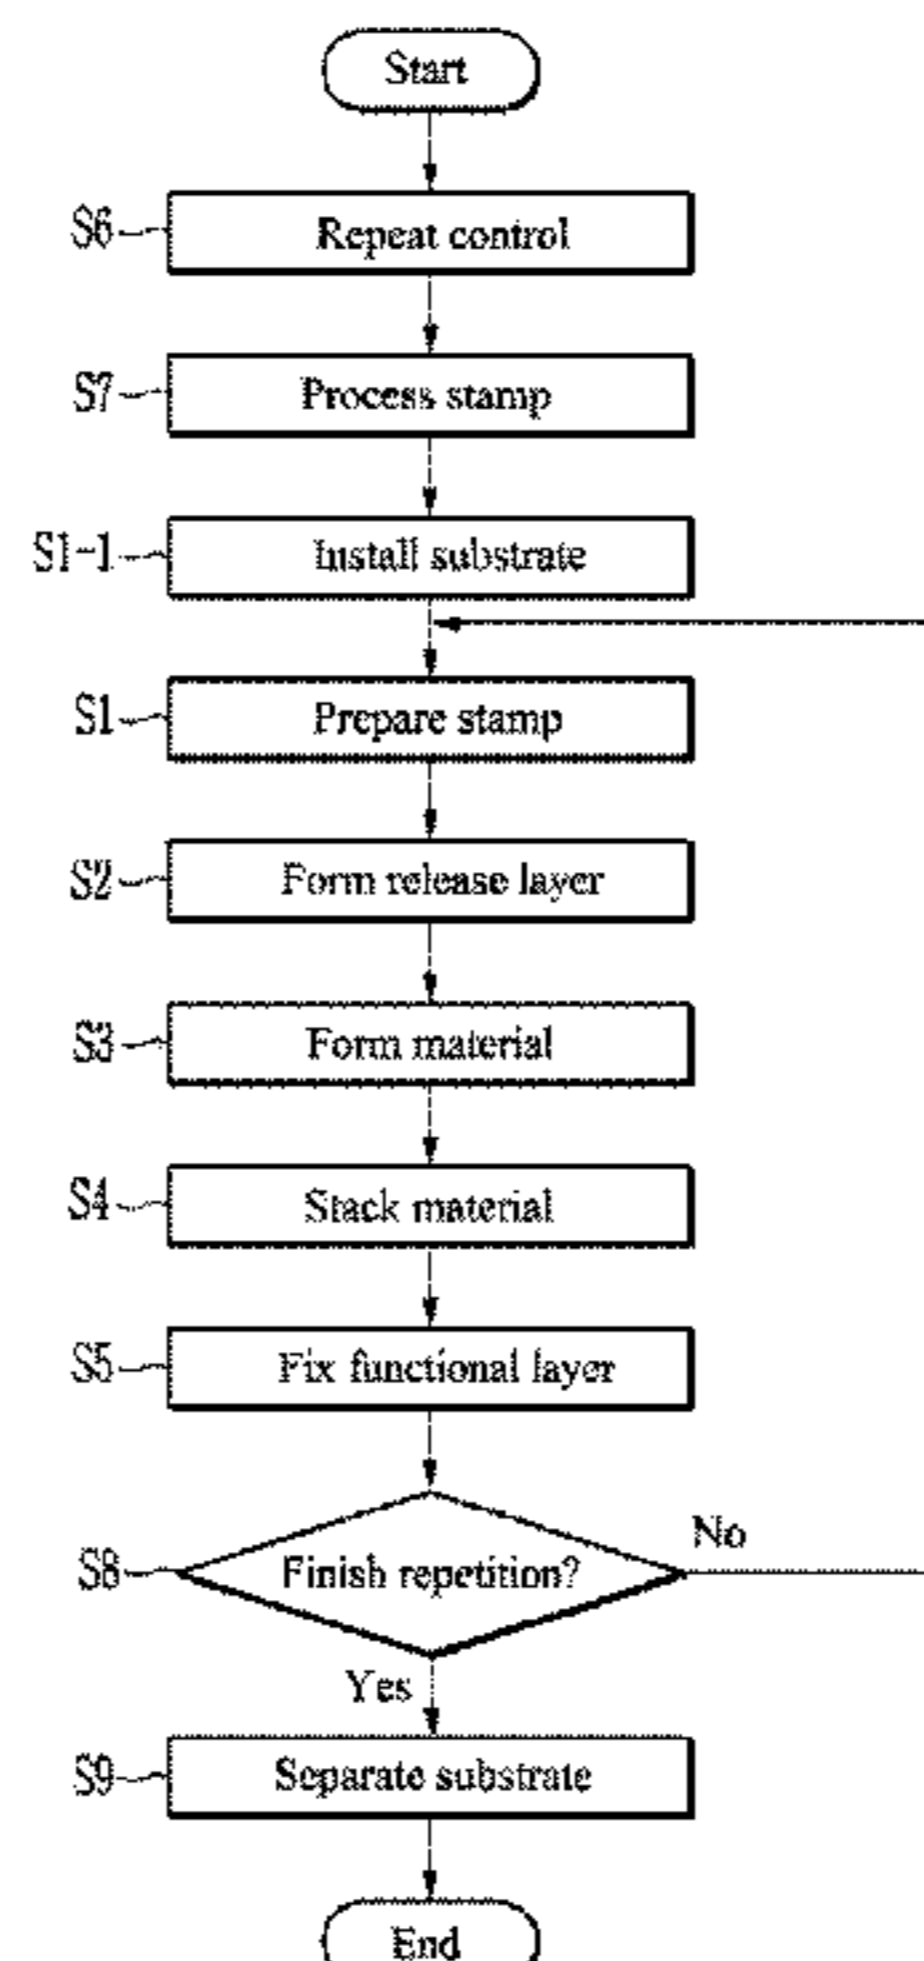 Start
S6 Repeat control
S7 Process stamp
S1-1 Install substrate
S1 Prepare stamp
S2 Form release layer
S3 Form material
S4 Stack material
S5 Fix functional layer
No
S8 Finish repetition?
Yes
S9 Separate substrate
End